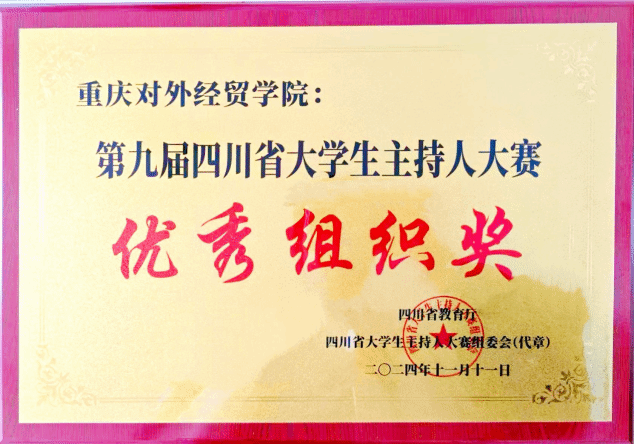 重庆对外经贸学院：
第九届四川省大学生主持人大赛
优秀组织奖
四川省教育厅
四川省大学生主持人大赛组委会(代章)
二〇二四年十一月十一日